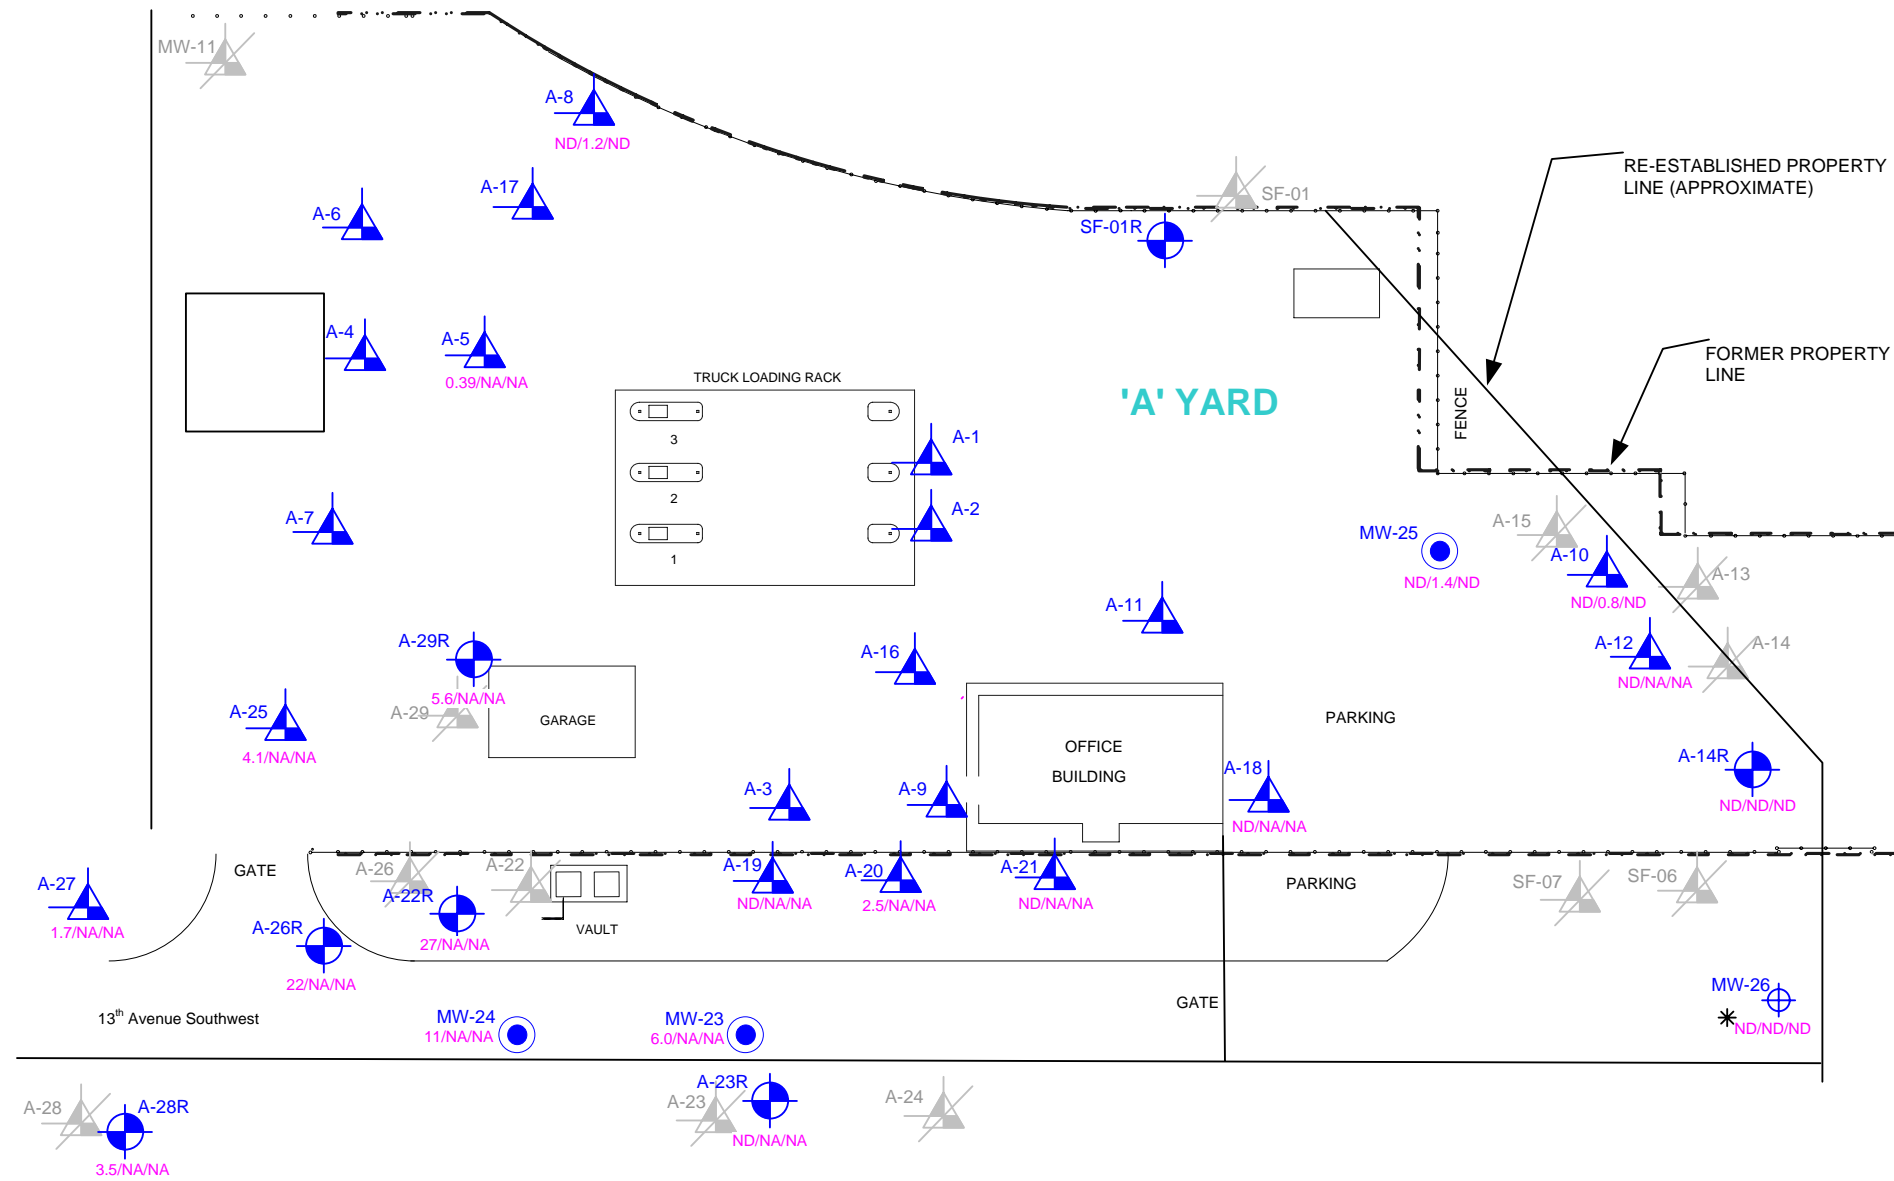 MW-11
A-8
ND/1.2/ND
A-17
A-6
SF-01
SF-01R
RE-ESTABLISHED PROPERTY
LINE (APPROXIMATE)
A-4
A-5
0.39/NA/NA
FORMER PROPERTY
LINE
TRUCK LOADING RACK
3
2
1
'A' YARD
FENCE
A-1
A-2
A-7
MW-25
ND/1.4/ND
A-15
A-10
ND/0.8/ND
A-13
A-11
A-12
ND/NA/NA
A-14
A-29R
5.6/NA/NA
A-16
A-25
4.1/NA/NA
A-29
GARAGE
PARKING
OFFICE
BUILDING
A-14R
ND/ND/ND
A-3
A-9
A-18
ND/NA/NA
GATE
A-26
A-22
A-19
ND/NA/NA
A-20
2.5/NA/NA
A-21
ND/NA/NA
PARKING
SF-07
SF-06
A-27
1.7/NA/NA
A-22R
27/NA/NA
VAULT
A-26R
22/NA/NA
MW-26
ND/ND/ND
GATE
13th Avenue Southwest
MW-24
11/NA/NA
MW-23
6.0/NA/NA
A-28
A-28R
3.5/NA/NA
A-23R
A-23
ND/NA/NA
A-24